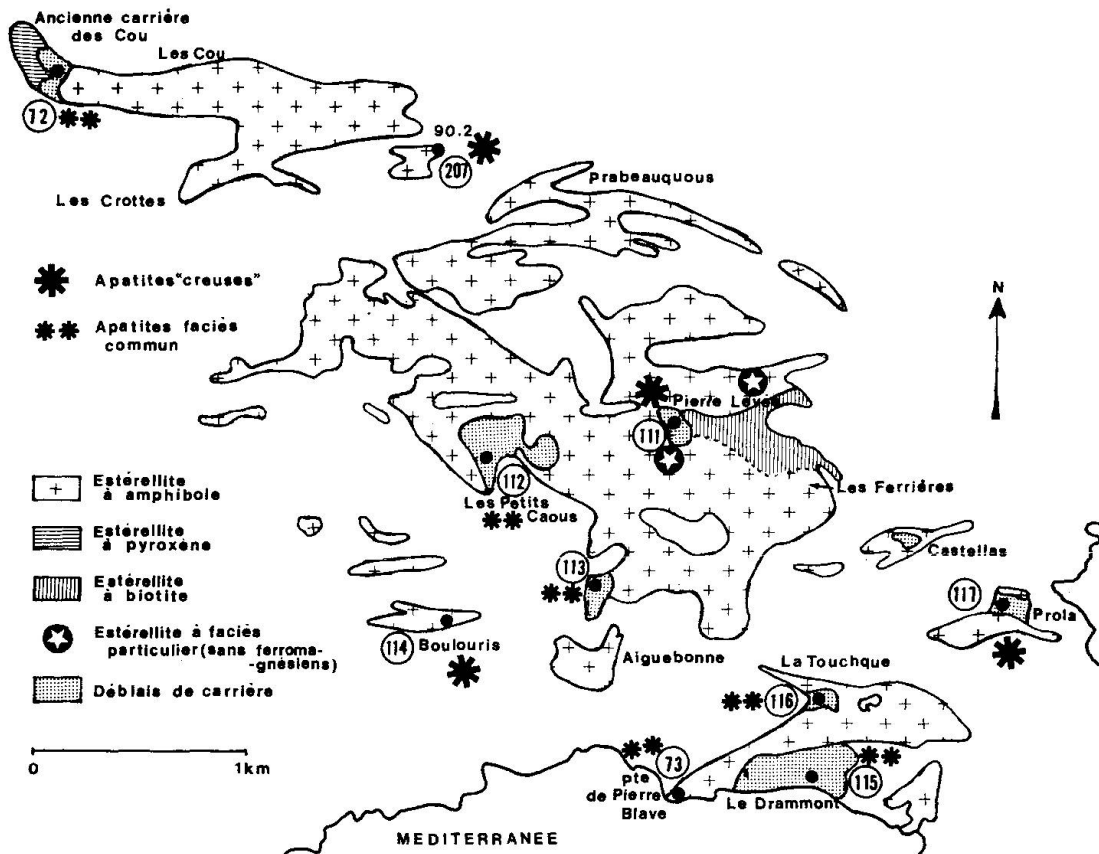 Ancienne carrière
des Cou
Les Cou
72
90.2
207
Les Crottes
Prabeauquous
Apatites "creuses"
Apatites faciès
commun
N
Pierre Levée
111
112
Les Petits
Caous
Les Ferrières
Estérellite
à amphibole
Estérellite
à pyroxène
Estérellite
à biotite
Estérellite à faciès
particulier (sans ferroma-
-gnésiens)
Déblais de carrière
113
Castellas
117
Prola
114
Boulouris
Aiguebonne
La Touchque
116
73
pte
de Pierre
Blave
Le Drammont
115
0
1km
MEDITERRANEE